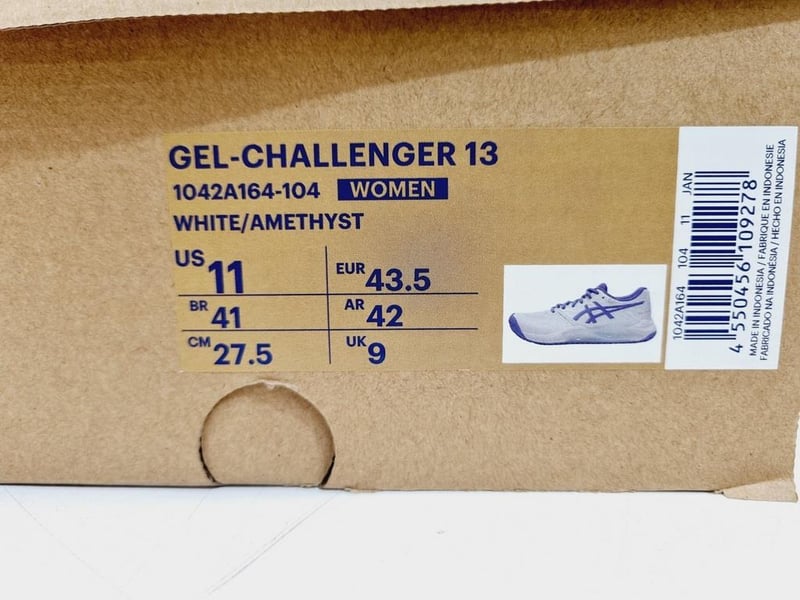 GEL-CHALLENGER 13
1042A164-104 WOMEN
WHITE/AMETHYST
US 11 EUR 43.5
BR 41 AR 42
CM 27.5 UK 9
1042A164 104 11 JAN
4 550456 109278
MADE IN INDONESIA / FABRIQUE EN INDONESIE
FABRICADO NA INDONÉSIA / HECHO EN INDONESIA